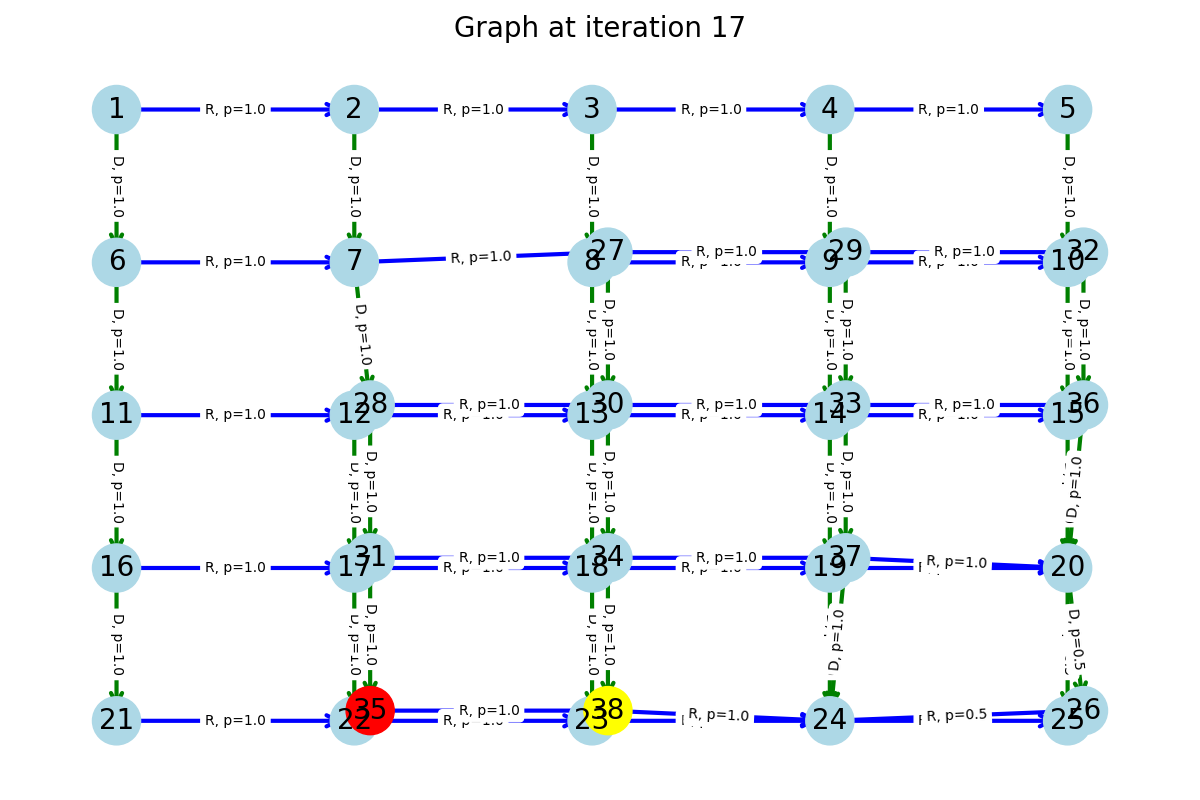 Graph at iteration 17
1 R, p=1.0 2 R, p=1.0 3 R, p=1.0 4 R, p=1.0 5
D, p=1.0 D, p=1.0 D, p=1.0 D, p=1.0 D, p=1.0
27 R, p=1.0 29 R, p=1.0 32
6 R, p=1.0 7 R, p=1.0 8 9 10
D, p=1.0 D, p=1.0 D, p=1.0 D, p=1.0 D, p=1.0
28 R, p=1.0 30 R, p=1.0 33 R, p=1.0 36
11 R, p=1.0 12 13 14 15
D, p=1.0 D, p=1.0 D, p=1.0 D, p=1.0 D, p=1.0
31 R, p=1.0 34 R, p=1.0 37 R, p=1.0
16 R, p=1.0 17 18 19 20
D, p=1.0 D, p=1.0 D, p=1.0 D, p=1.0 D, p=0.5
35 R, p=1.0 38 R, p=1.0 R, p=0.5 26
21 R, p=1.0 22 23 24 25